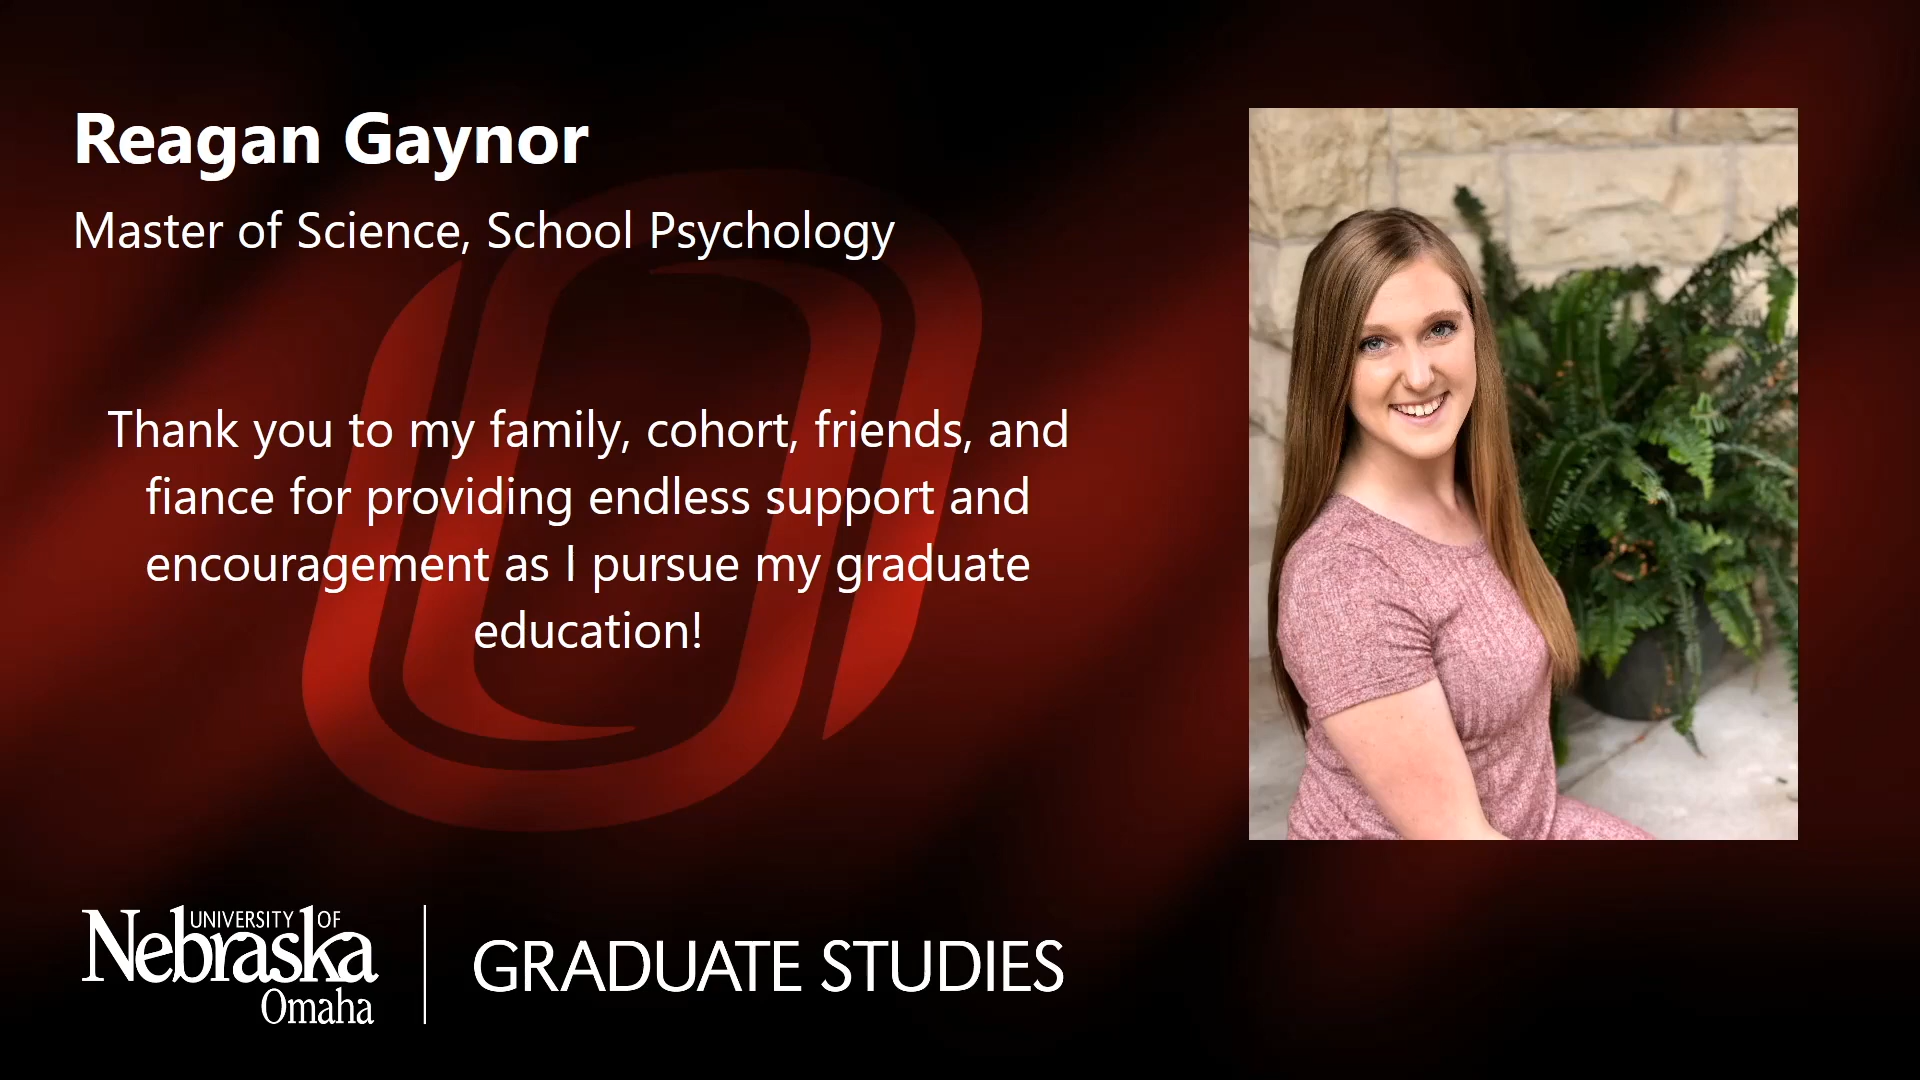 Reagan Gaynor
Master of Science, School Psychology
Thank you to my family, cohort, friends, and
fiance for providing endless support and
encouragement as I pursue my graduate
education!
UNIVERSITY OF
Nebraska
Omaha
GRADUATE STUDIES